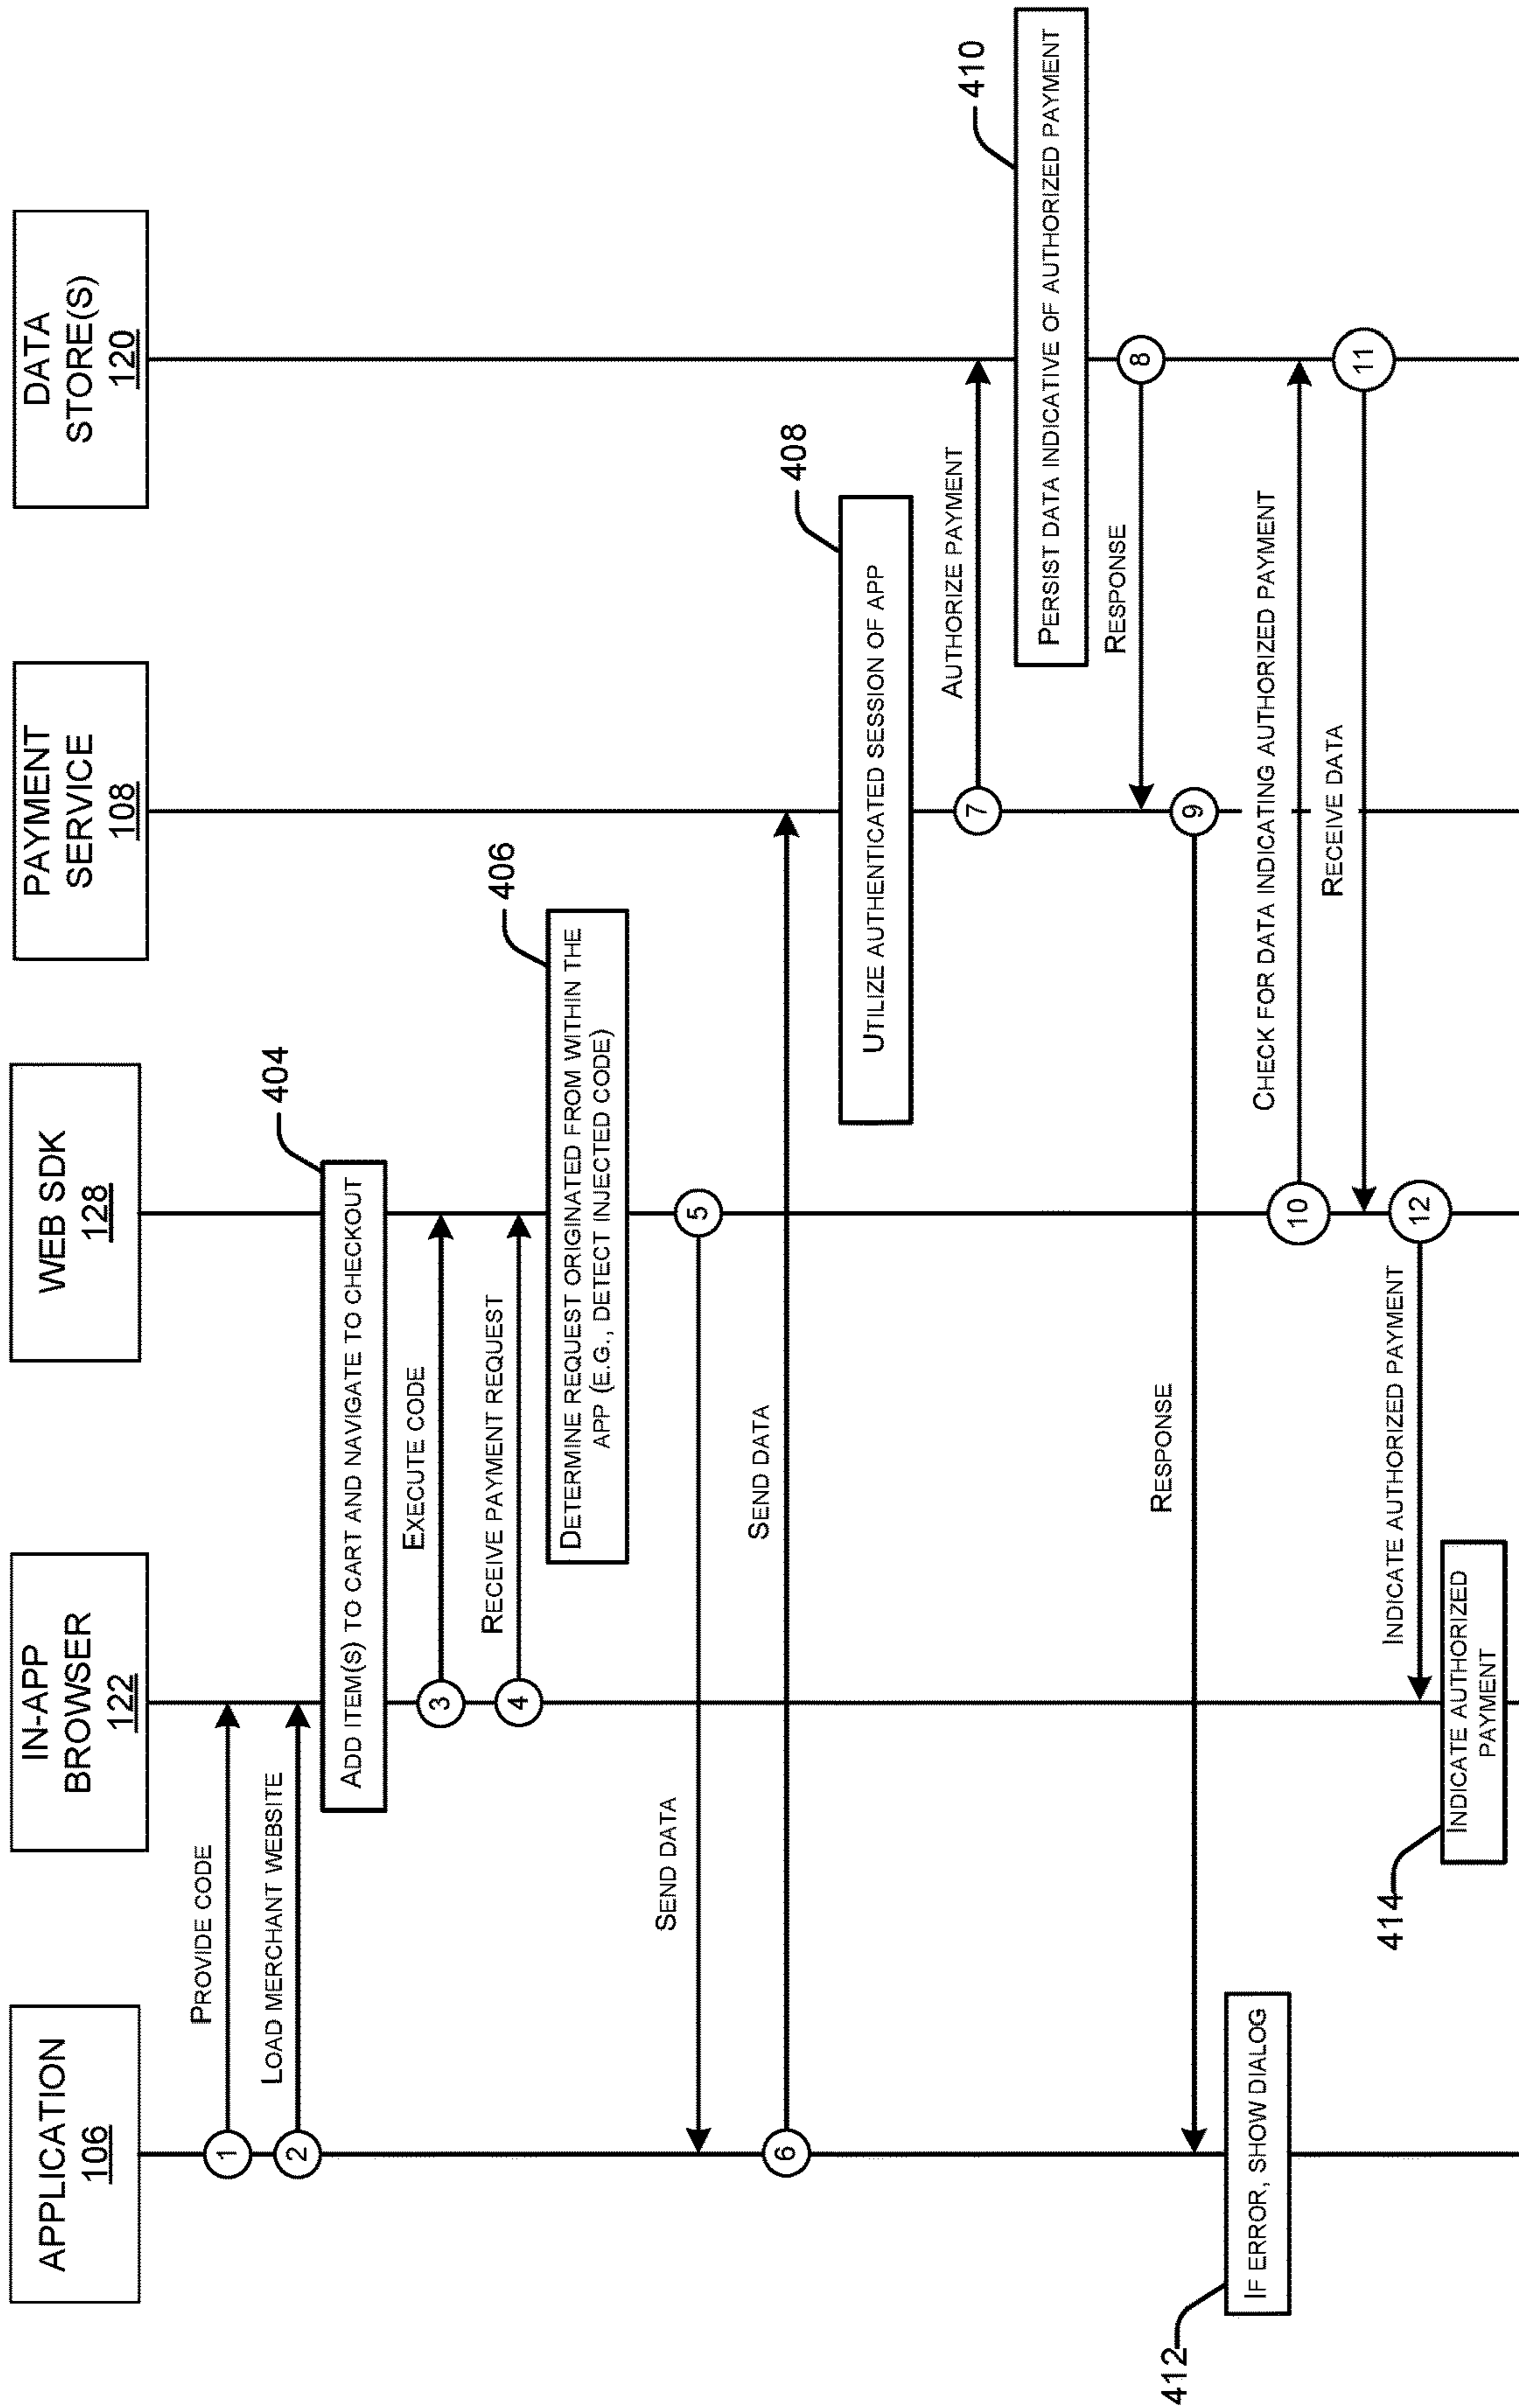 APPLICATION
106
IN-APP
BROWSER
122
WEB SDK
128
PAYMENT
SERVICE
108
DATA
STORE(S)
120
1
PROVIDE CODE
2
LOAD MERCHANT WEBSITE
404
ADD ITEM(S) TO CART AND NAVIGATE TO CHECKOUT
3
EXECUTE CODE
4
RECEIVE PAYMENT REQUEST
406
DETERMINE REQUEST ORIGINATED FROM WITHIN THE
APP (E.G., DETECT INJECTED CODE)
5
SEND DATA
6
SEND DATA
408
UTILIZE AUTHENTICATED SESSION OF APP
7
AUTHORIZE PAYMENT
410
PERSIST DATA INDICATIVE OF AUTHORIZED PAYMENT
8
RESPONSE
9
RESPONSE
412
IF ERROR, SHOW DIALOG
10
CHECK FOR DATA INDICATING AUTHORIZED PAYMENT
11
RECEIVE DATA
12
INDICATE AUTHORIZED PAYMENT
414
INDICATE AUTHORIZED
PAYMENT